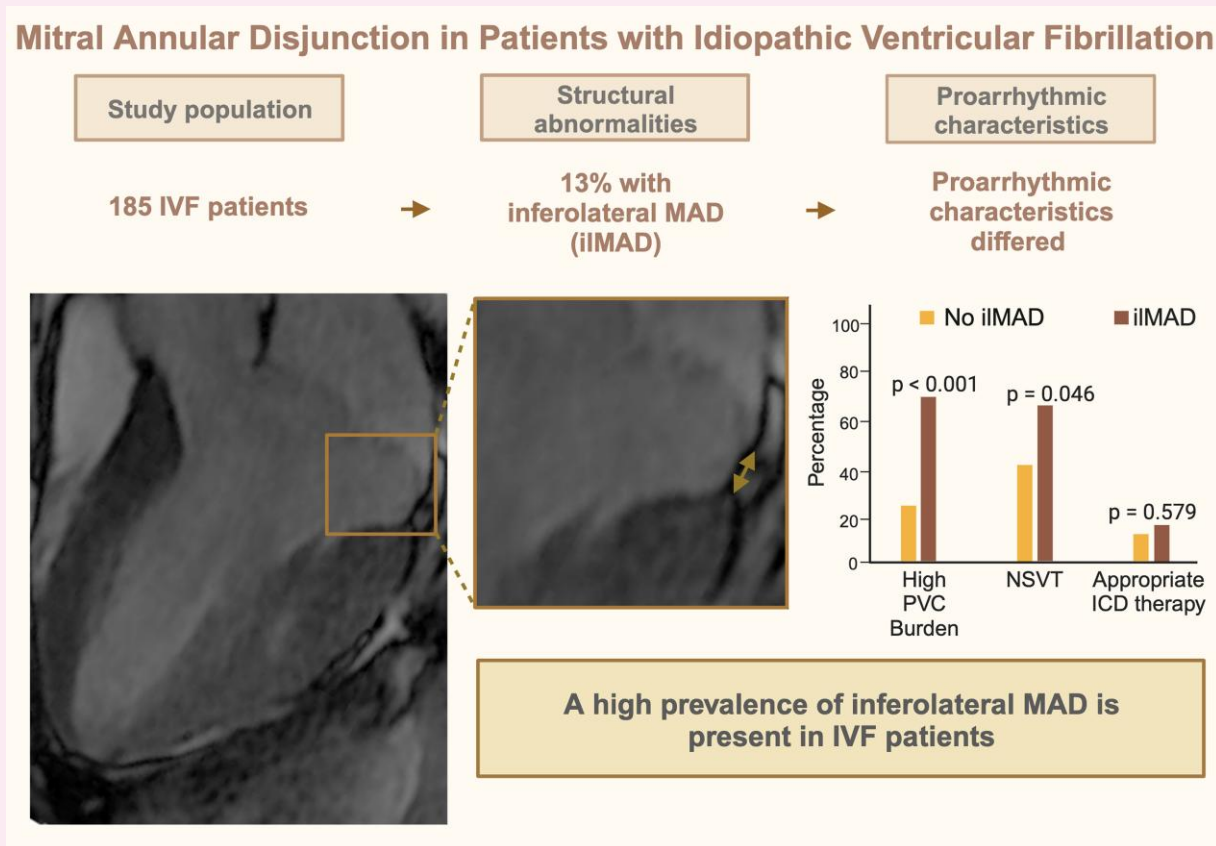 Mitral Annular Disjunction in Patients with Idiopathic Ventricular Fibrillation
Study population
Structural
abnormalities
Proarrhythmic
characteristics
185 IVF patients
13% with
inferolateral MAD
(ilMAD)
Proarrhythmic
characteristics
differed
No ilMAD
ilMAD
Percentage
100
80
60
40
20
0
p < 0.001
p = 0.046
p = 0.579
High
PVC
Burden
NSVT
Appropriate
ICD therapy
A high prevalence of inferolateral MAD is
present in IVF patients